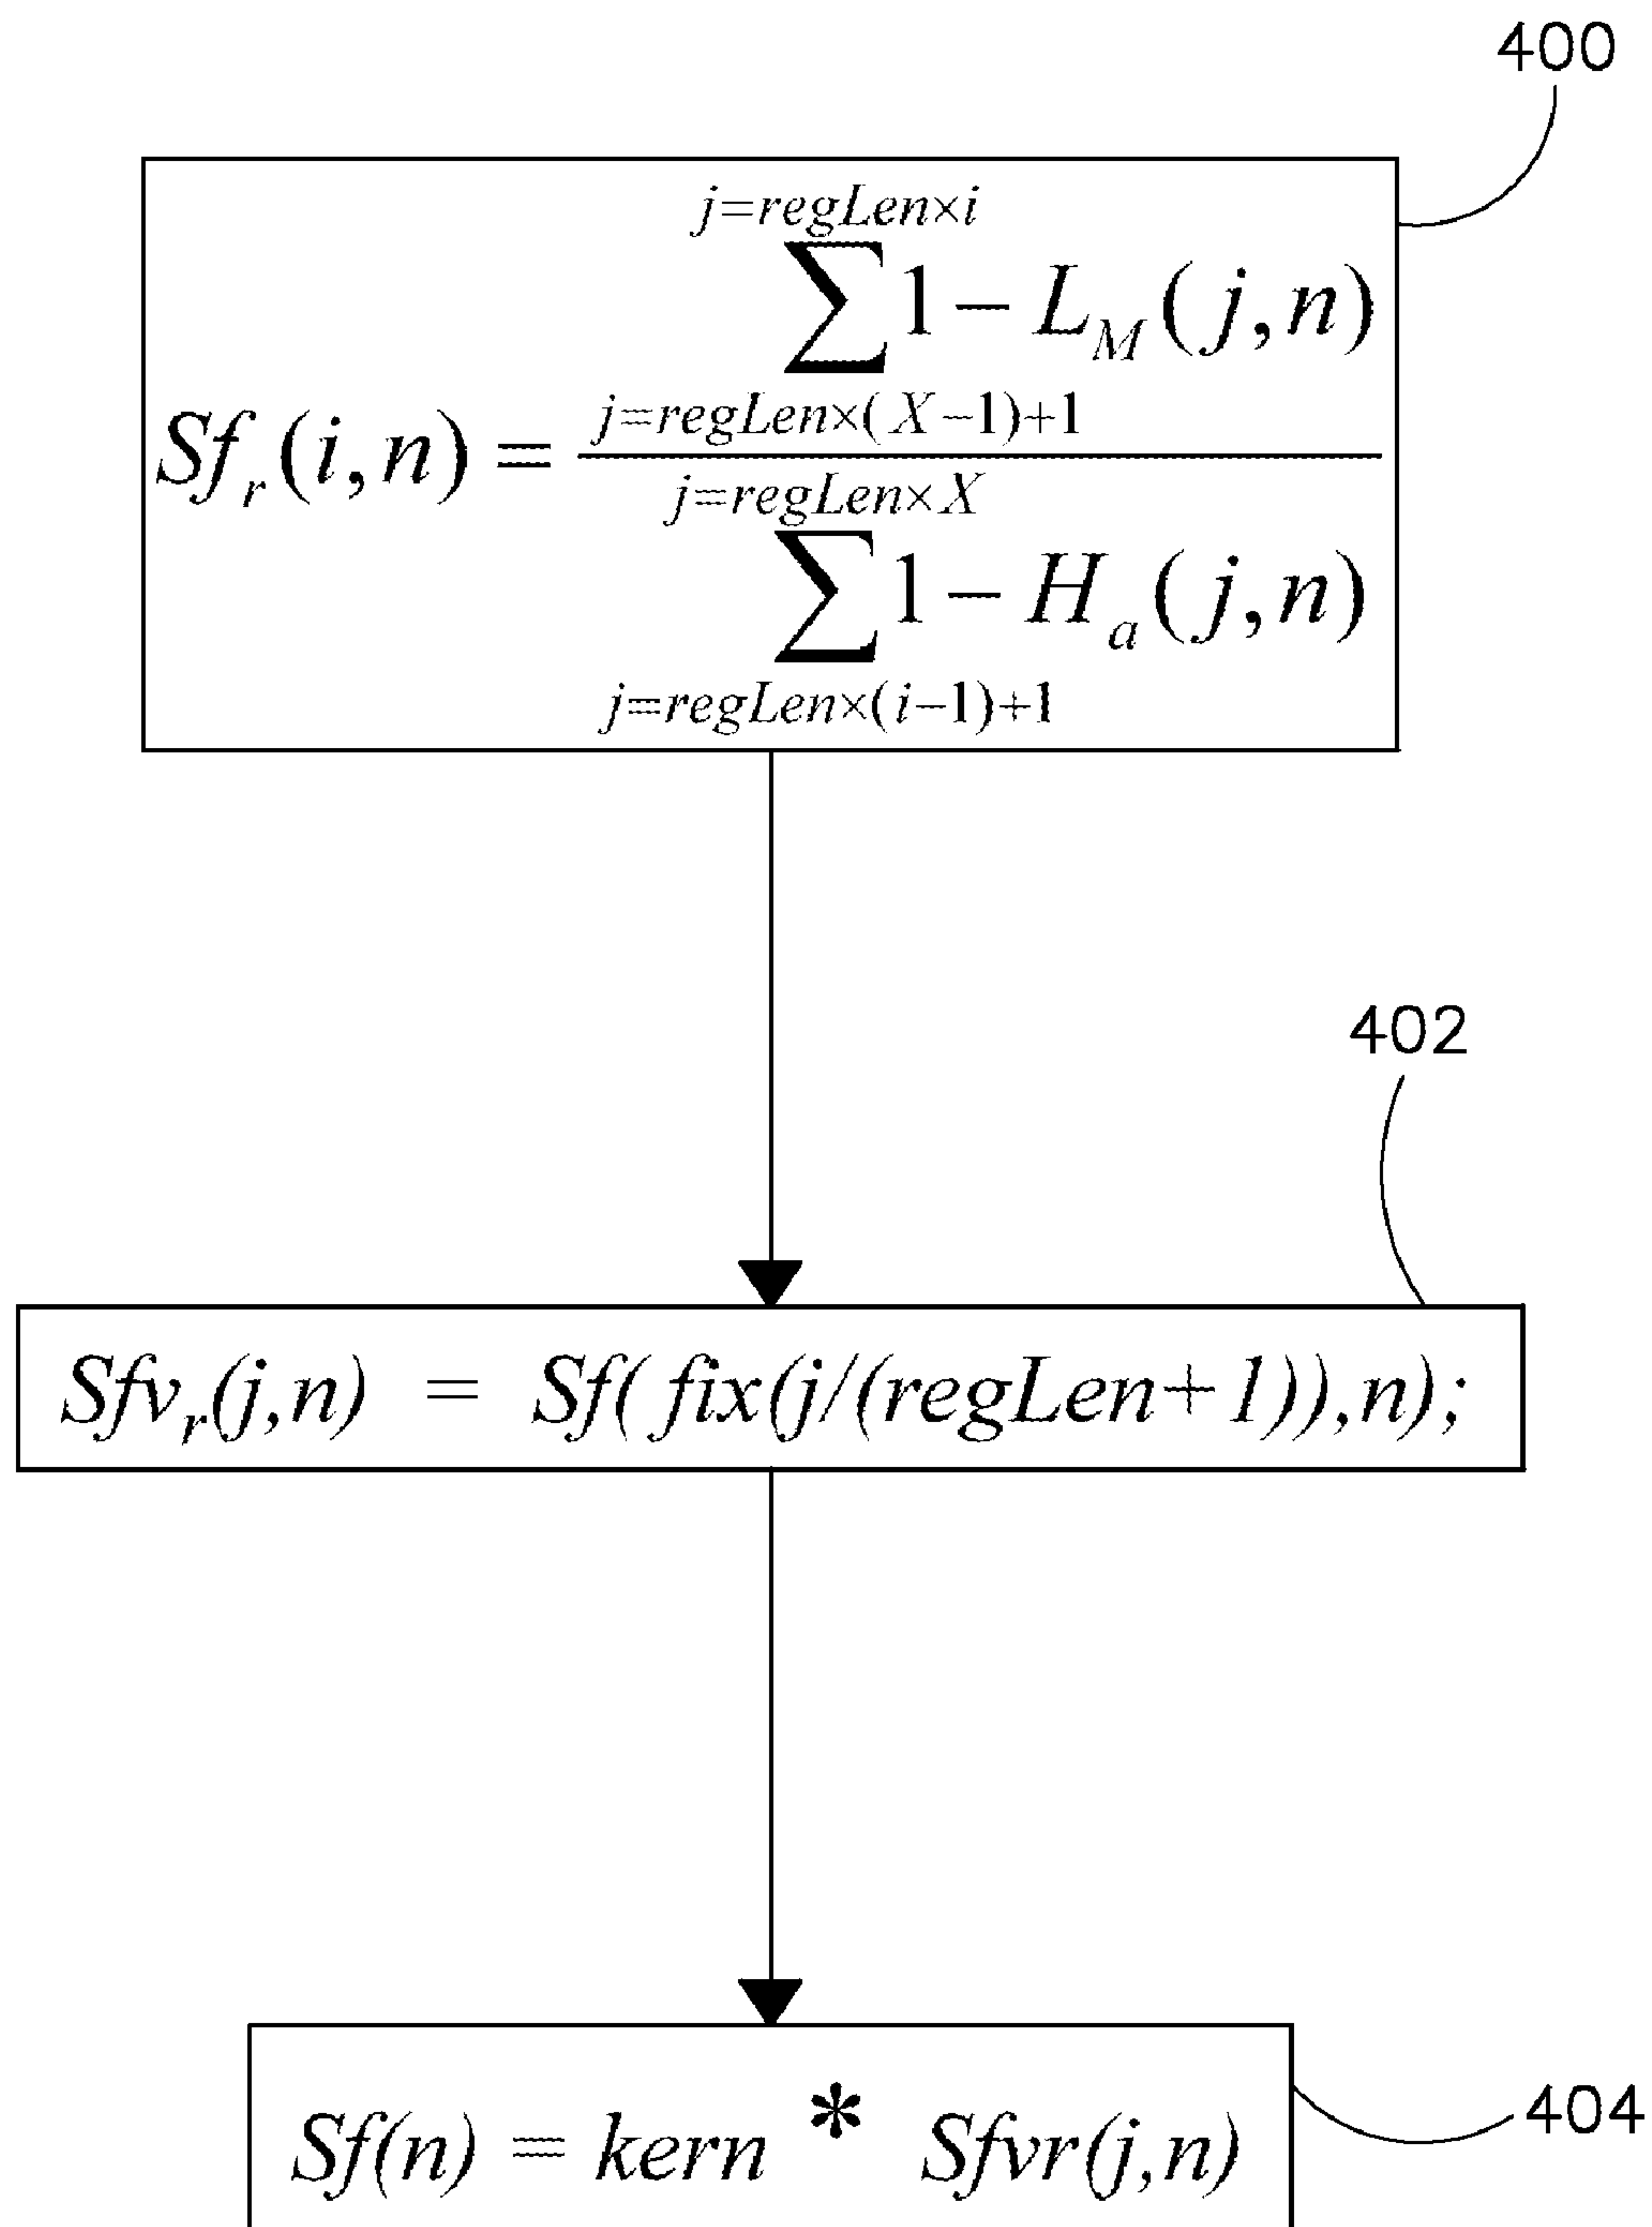 400
j=regLen×i
∑1−L_M(j,n)
j=regLen×(X−1)+1
Sf_r(i,n)=
j=regLen×X
∑1−H_a(j,n)
j=regLen×(i−1)+1
402
Sfv_r(j,n) = Sf( fix(j/(regLen+1)),n);
404
Sf(n) = kern * Sfvr(j,n)